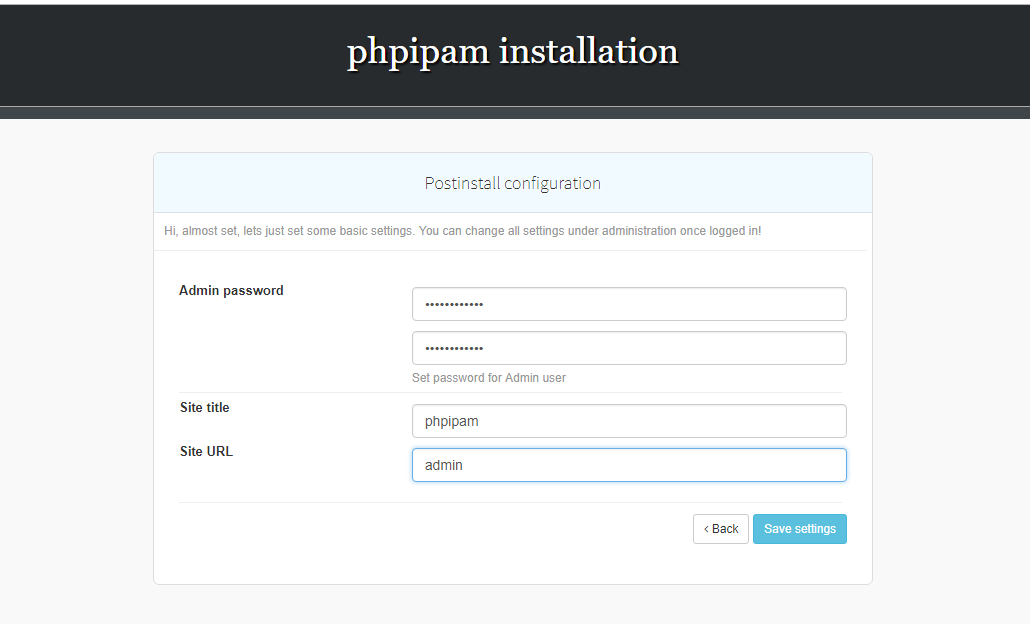 phpipam installation
Postinstall configuration
Hi, almost set, lets just set some basic settings. You can change all settings under administration once logged in!
Admin password
••••••••••••
••••••••••••
Set password for Admin user
Site title
phpipam
Site URL
admin
‹ Back
Save settings